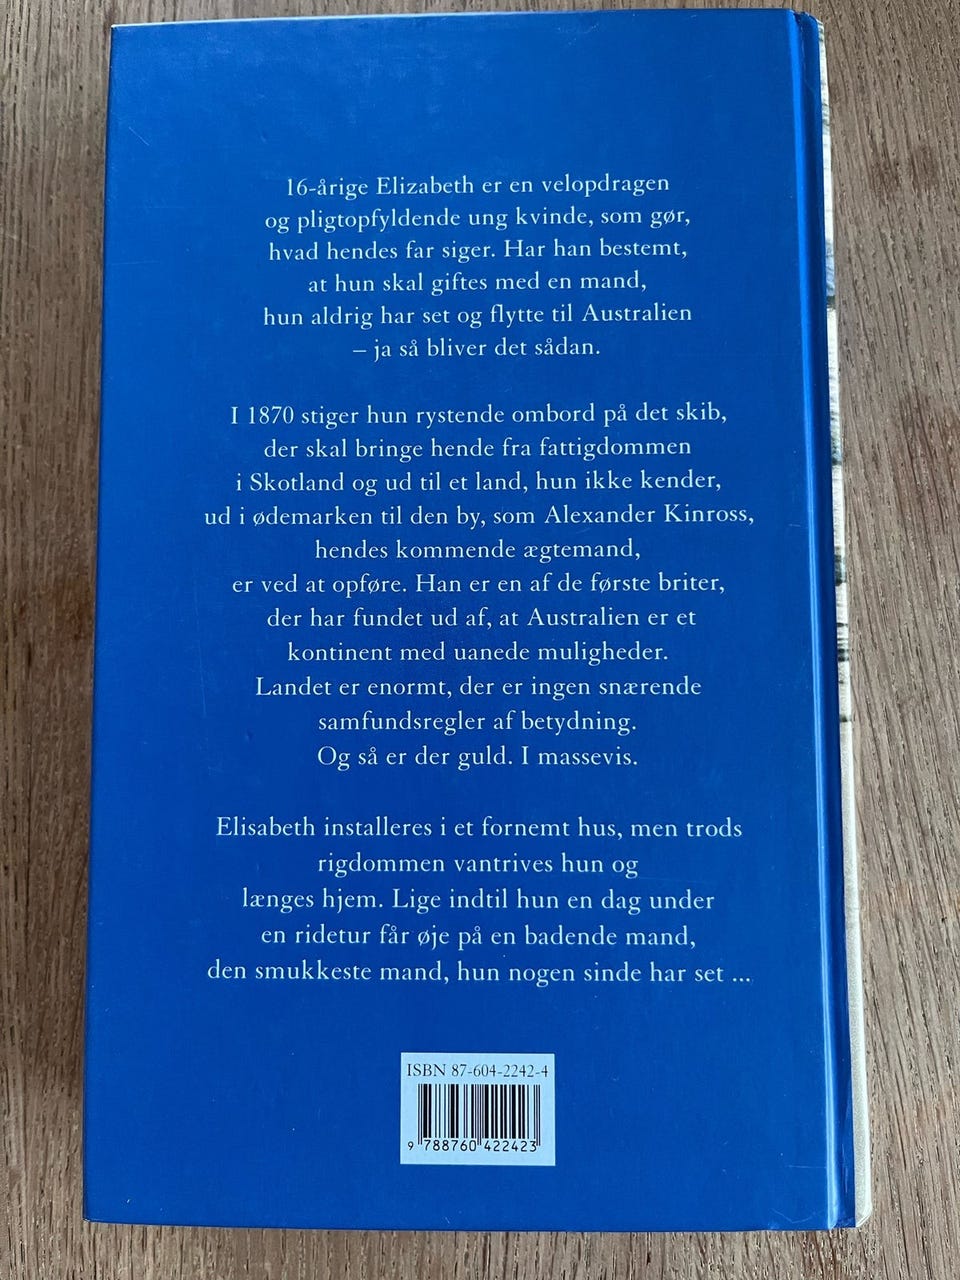 16-årige Elizabeth er en velopdragen
og pligtopfyldende ung kvinde, som gør,
hvad hendes far siger. Har han bestemt,
at hun skal giftes med en mand,
hun aldrig har set og flytte til Australien
– ja så bliver det sådan.
I 1870 stiger hun rystende ombord på det skib,
der skal bringe hende fra fattigdommen
i Skotland og ud til et land, hun ikke kender,
ud i ødemarken til den by, som Alexander Kinross,
hendes kommende ægtemand,
er ved at opføre. Han er en af de første briter,
der har fundet ud af, at Australien er et
kontinent med uanede muligheder.
Landet er enormt, der er ingen snærende
samfundsregler af betydning.
Og så er der guld. I massevis.
Elisabeth installeres i et fornemt hus, men trods
rigdommen vantrives hun og
længes hjem. Lige indtil hun en dag under
en ridetur får øje på en badende mand,
den smukkeste mand, hun nogen sinde har set ...
ISBN 87-604-2242-4
9 788760 422423